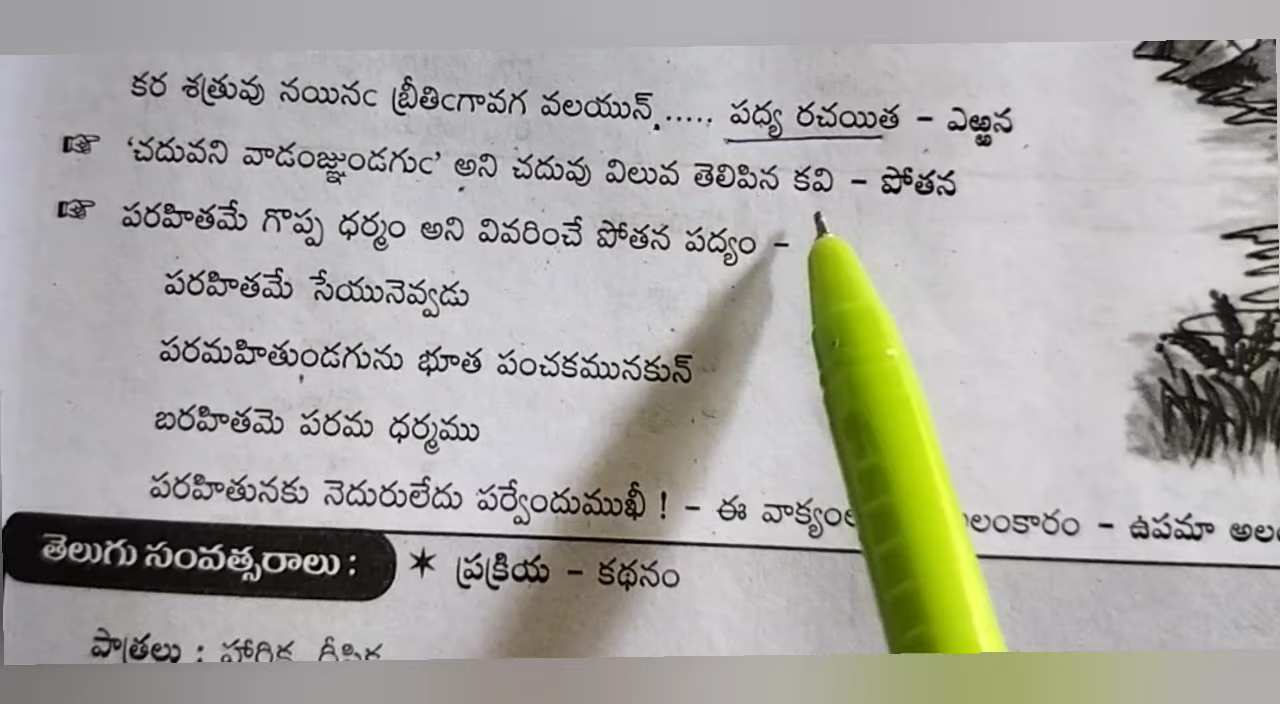 కర శత్రువు నయినఁ బ్రీతిఁగావగ వలయున్..... పద్య రచయిత – ఎఱ్ఱన
☞ 'చదువని వాడంజ్ఞుండగుఁ' అని చదువు విలువ తెలిపిన కవి – పోతన
☞ పరహితమే గొప్ప ధర్మం అని వివరించే పోతన పద్యం –
పరహితమే సేయునెవ్వడు
పరమహితుండగును భూత పంచకమునకున్
బరహితమె పరమ ధర్మము
పరహితునకు నెదురులేదు పర్వేందుముఖీ ! – ఈ – ఉపమా
తెలుగు సంవత్సరాలు : ✶ ప్రక్రియ – కథనం
పాత్రలు : హారిక